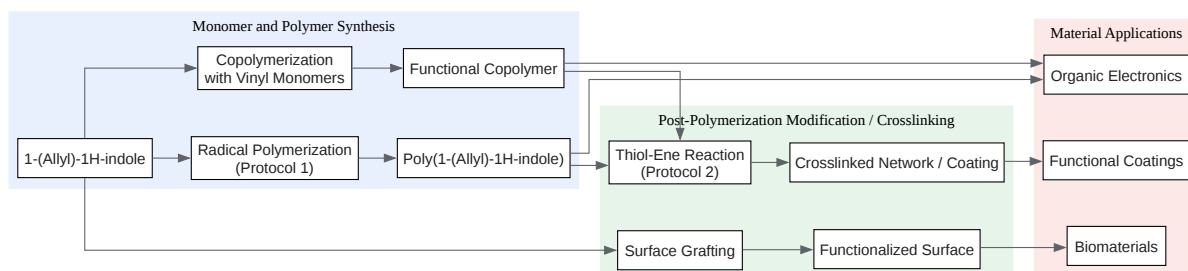 Monomer and Polymer Synthesis
Material Applications
Copolymerization
with Vinyl Monomers
Functional Copolymer
Organic Electronics
Post-Polymerization Modification / Crosslinking
1-(Allyl)-1H-indole
Radical Polymerization
(Protocol 1)
Poly(1-(Allyl)-1H-indole)
Thiol-Ene Reaction
(Protocol 2)
Crosslinked Network / Coating
Functional Coatings
Surface Grafting
Functionalized Surface
Biomaterials